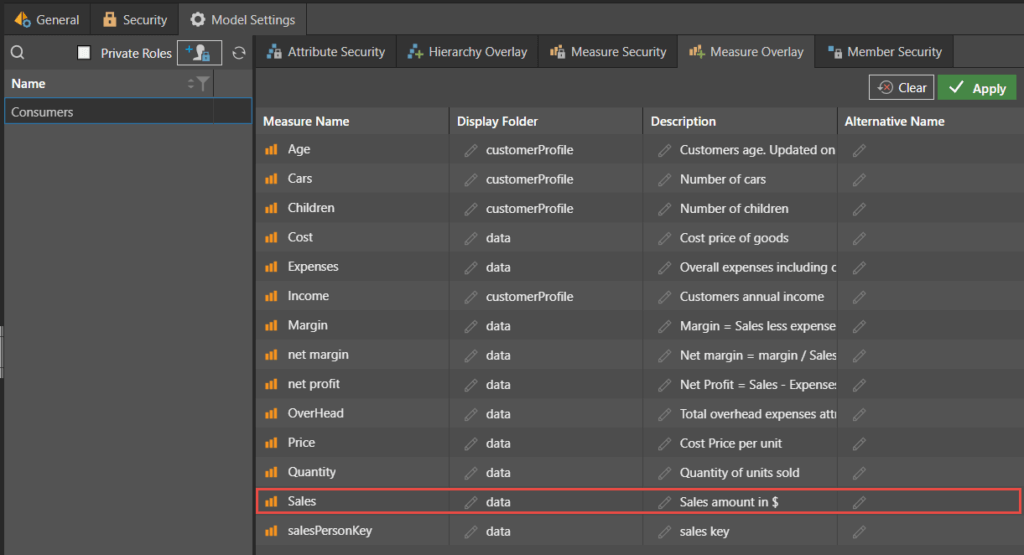 General Security Model Settings
Private Roles
Name
Consumers
Attribute Security Hierarchy Overlay Measure Security Measure Overlay Member Security
Clear Apply
Measure Name Display Folder Description Alternative Name
Age customerProfile Customers age. Updated on
Cars customerProfile Number of cars
Children customerProfile Number of children
Cost data Cost price of goods
Expenses data Overall expenses including
Income customerProfile Customers annual income
Margin data Margin = Sales less expense
net margin data Net margin = margin / Sales
net profit data Net Profit = Sales - Expenses
OverHead data Total overhead expenses
Price data Cost Price per unit
Quantity data Quantity of units sold
Sales data Sales amount in $
salesPersonKey data sales key